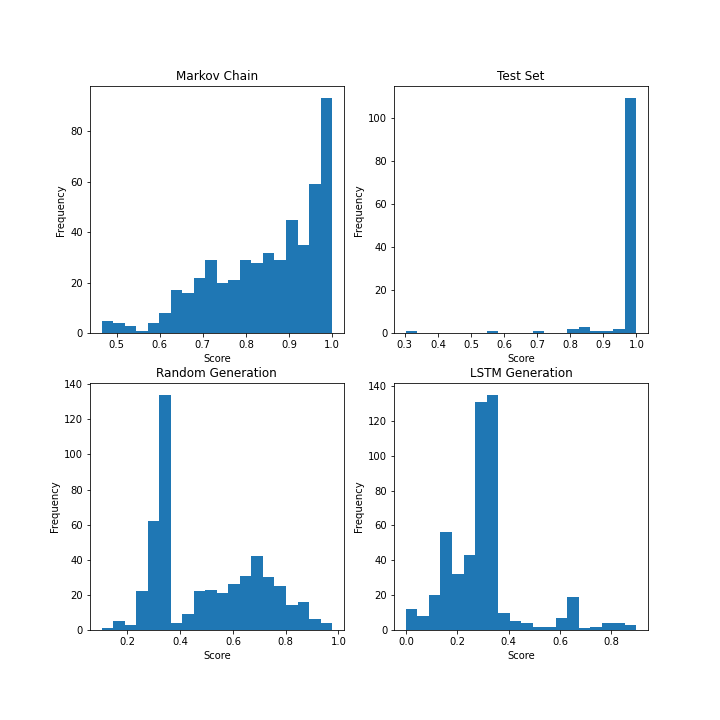 Markov Chain
Frequency
80
60
40
20
0
0.5 0.6 0.7 0.8 0.9 1.0
Score
Test Set
Frequency
100
80
60
40
20
0
0.3 0.4 0.5 0.6 0.7 0.8 0.9 1.0
Score
Random Generation
Frequency
140
120
100
80
60
40
20
0
0.2 0.4 0.6 0.8 1.0
Score
LSTM Generation
Frequency
140
120
100
80
60
40
20
0
0.0 0.2 0.4 0.6 0.8
Score